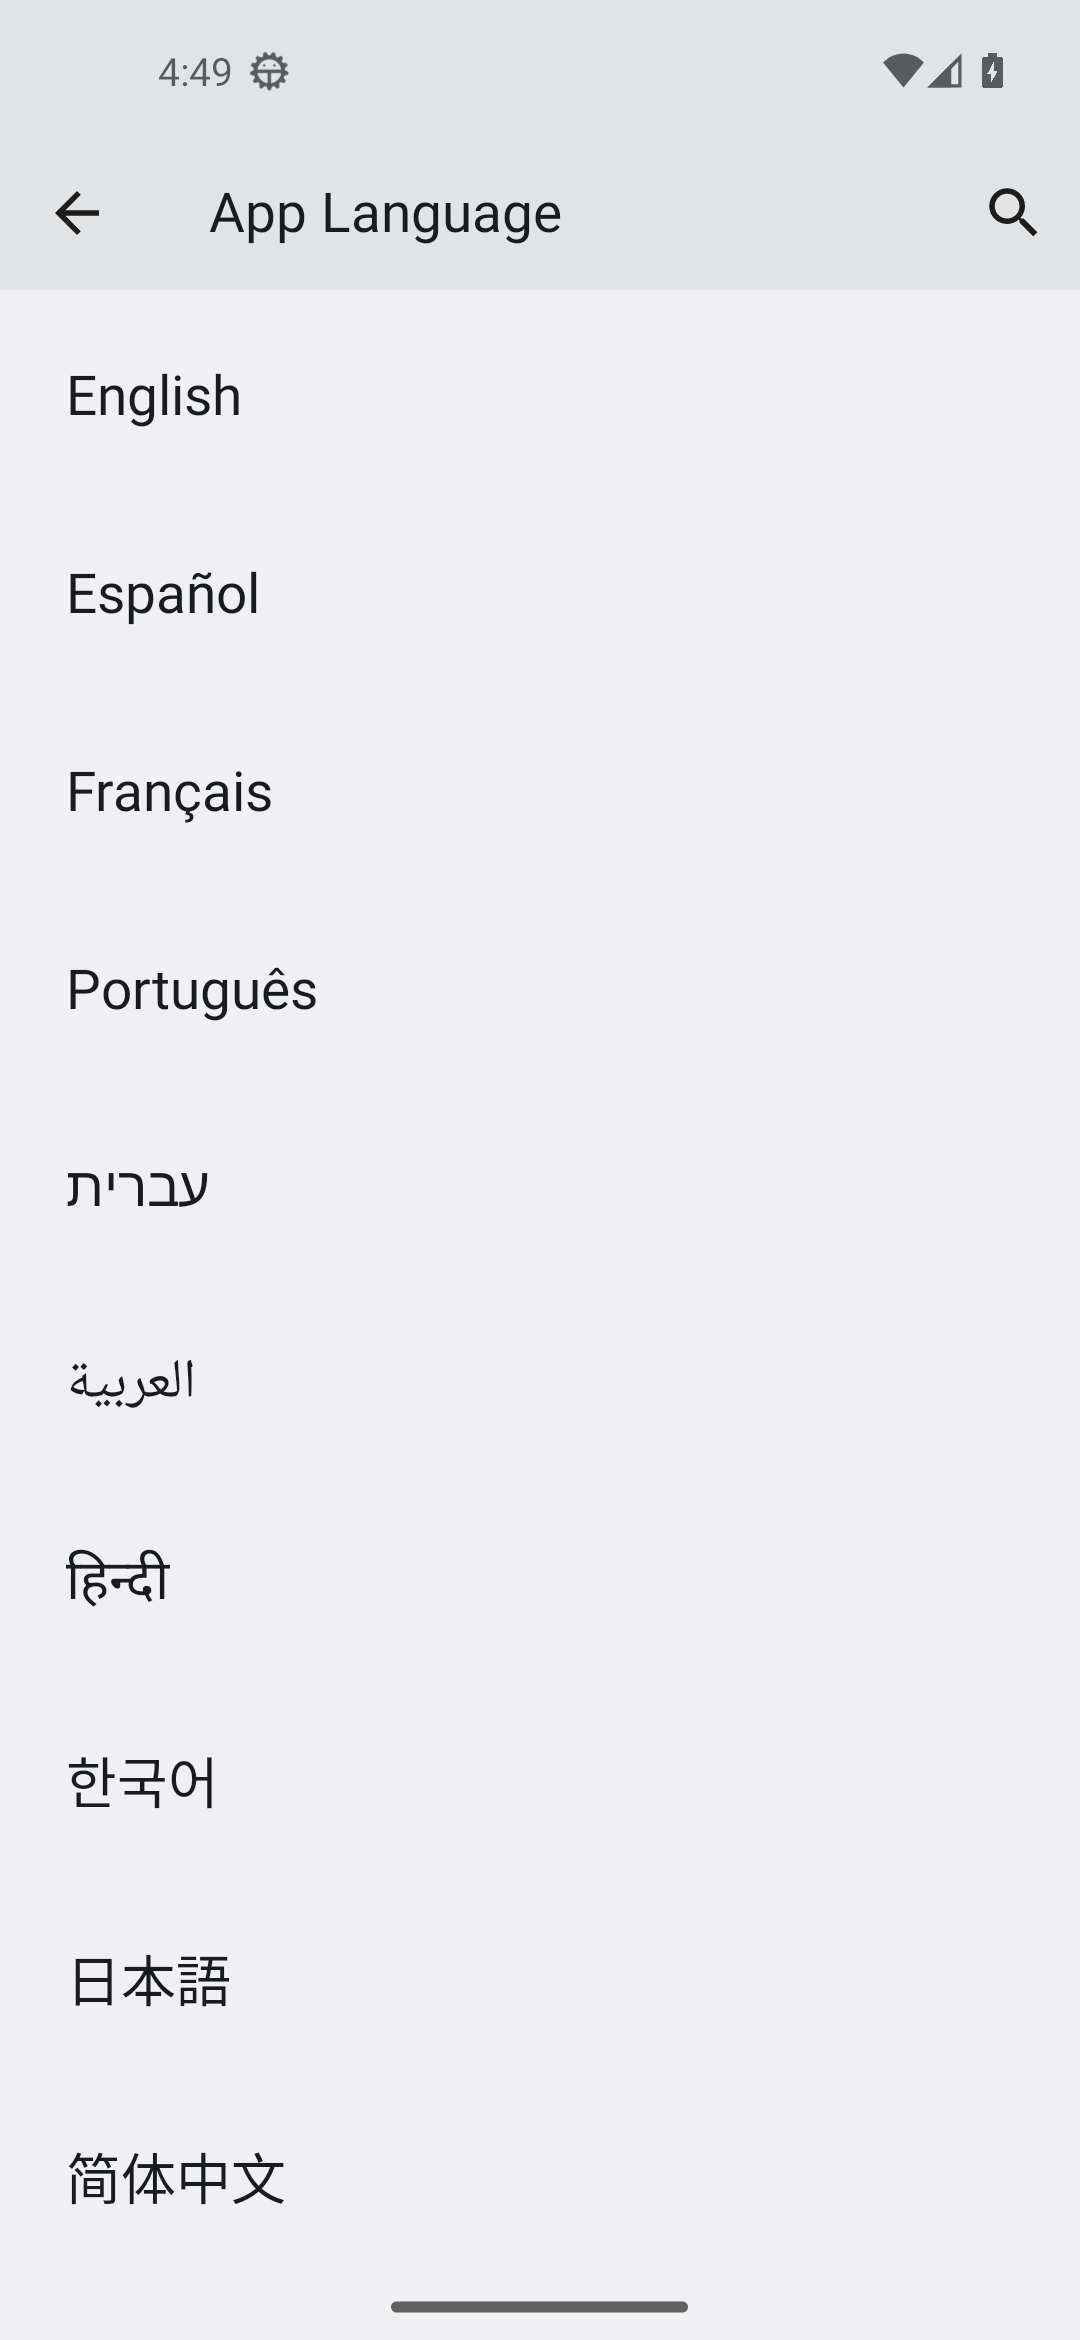 4:49
App Language
English
Español
Français
Português
עברית
العربية
हिन्दी
한국어
日本語
简体中文